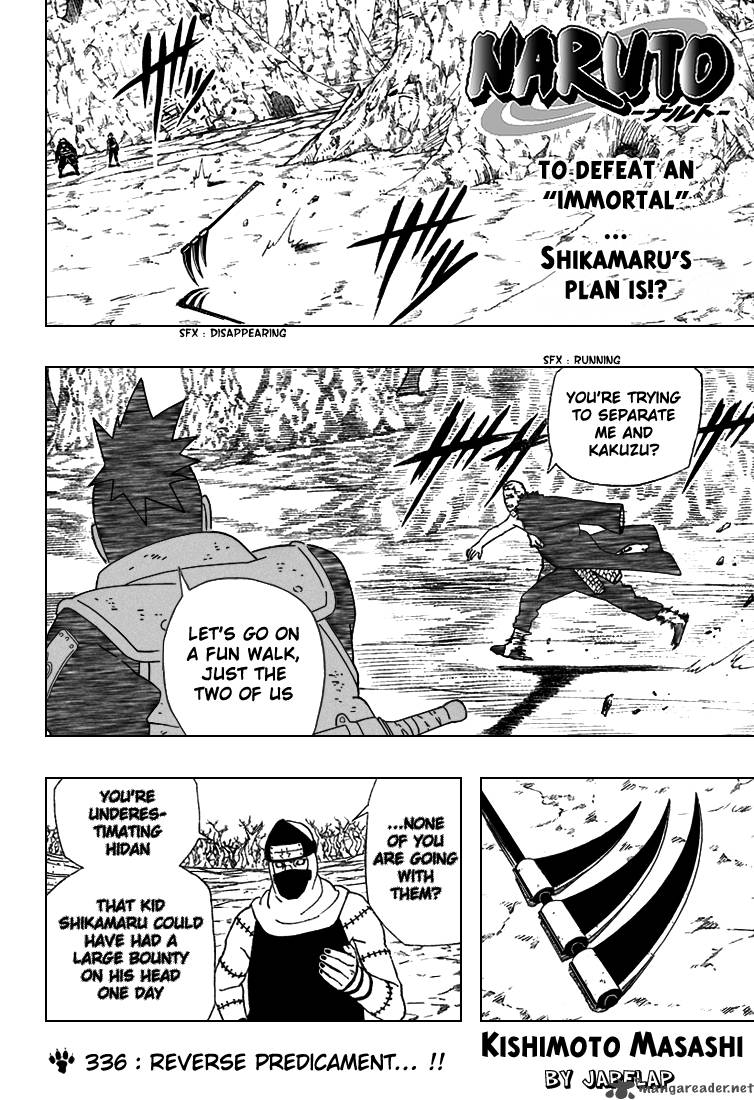 NARUTO
-ナルト-
TO DEFEAT AN
"IMMORTAL"
...
SHIKAMARU'S
PLAN IS!?
SFX : DISAPPEARING
SFX : RUNNING
YOU'RE TRYING
TO SEPARATE
ME AND
KAKUZU?
LET'S GO ON
A FUN WALK,
JUST THE
TWO OF US
YOU'RE
UNDERES-
TIMATING
HIDAN
THAT KID
SHIKAMARU COULD
HAVE HAD A
LARGE BOUNTY
ON HIS HEAD
ONE DAY
...NONE
OF YOU
ARE GOING
WITH
THEM?
336 : REVERSE PREDICAMENT... !!
KISHIMOTO MASASHI
BY JAPFLAP
mangareader.net